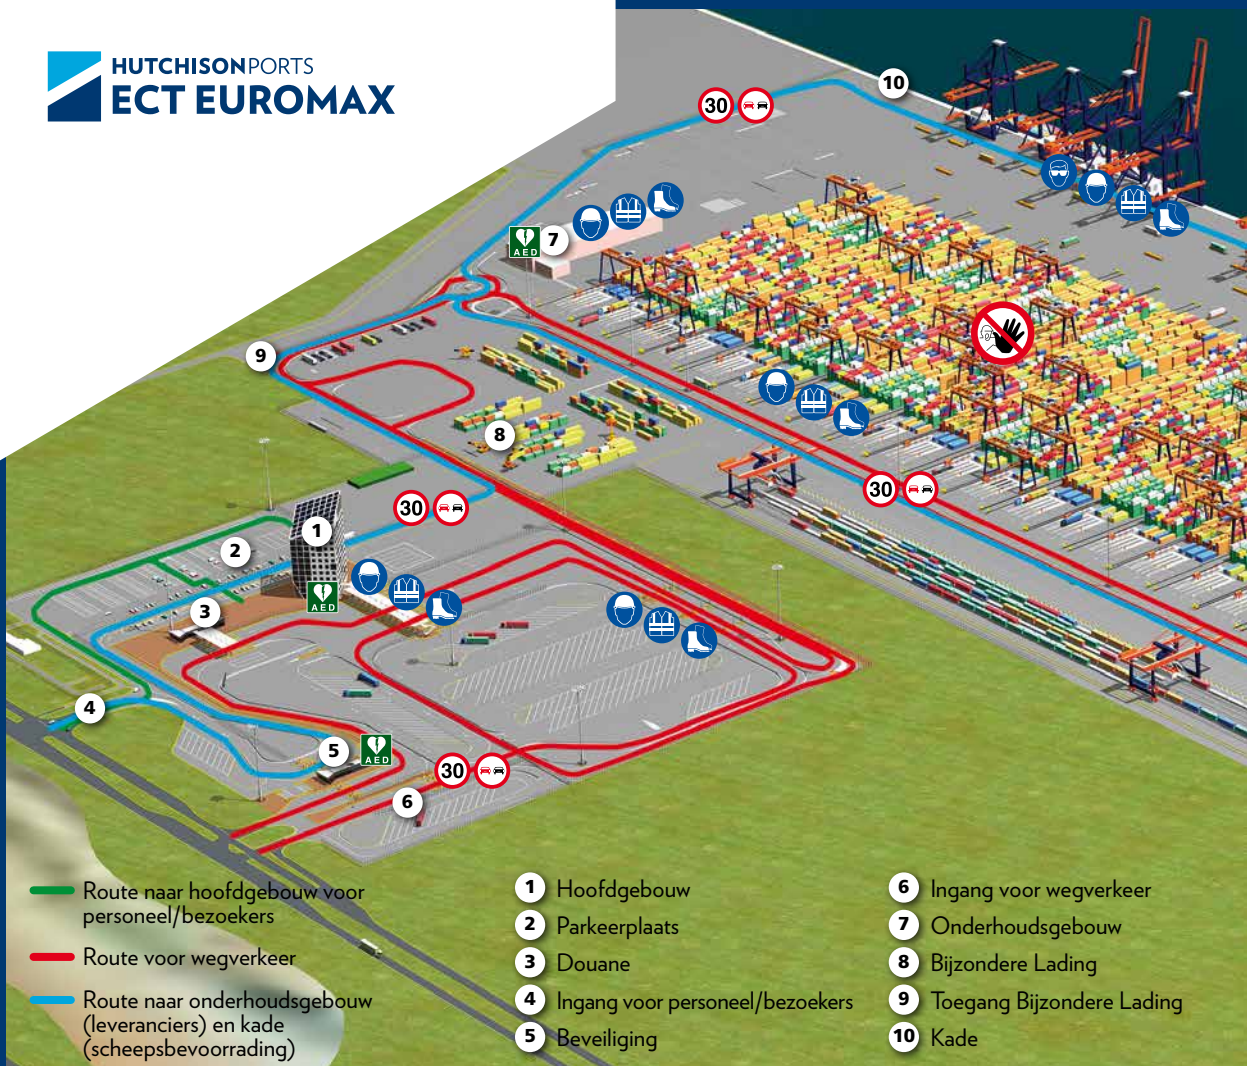 HUTCHISONPORTS
ECT EUROMAX
10
30
AED
7
9
8
30
30
1
2
AED
3
4
5
AED
30
6
Route naar hoofdgebouw voor
personeel/bezoekers
Route voor wegverkeer
Route naar onderhoudsgebouw
(leveranciers) en kade
(scheepsbevoorrading)
1 Hoofdgebouw
2 Parkeerplaats
3 Douane
4 Ingang voor personeel/bezoekers
5 Beveiliging
6 Ingang voor wegverkeer
7 Onderhoudsgebouw
8 Bijzondere Lading
9 Toegang Bijzondere Lading
10 Kade